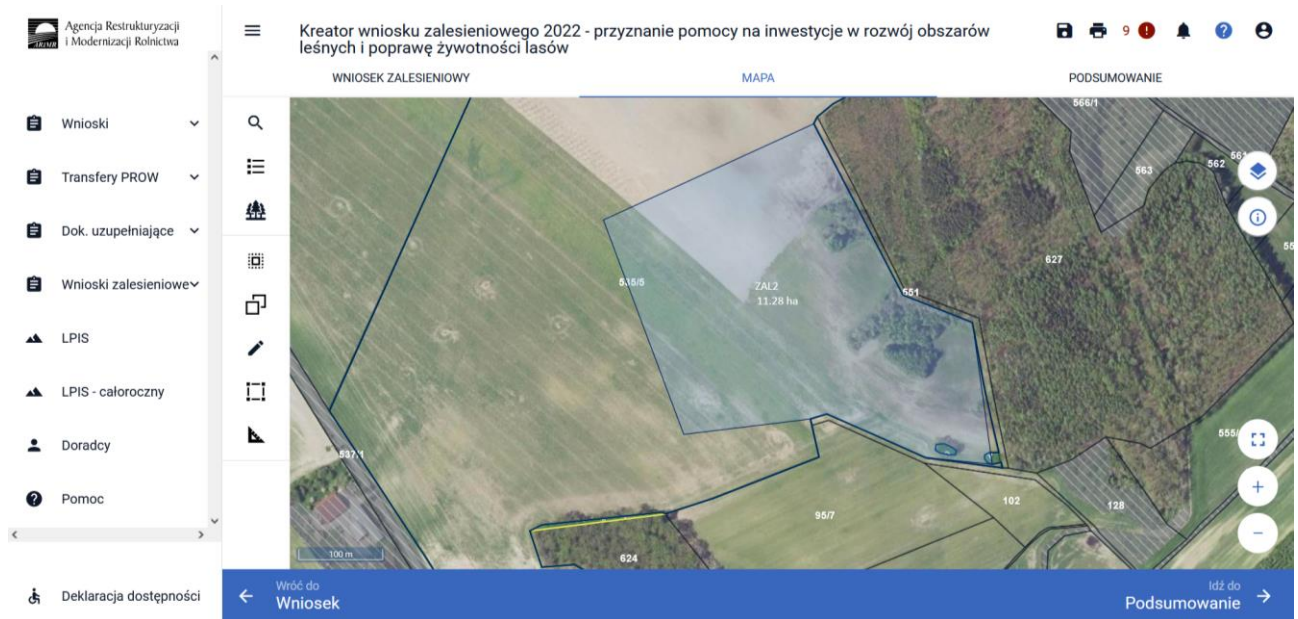 Agencja Restrukturyzacji
i Modernizacji Rolnictwa
ARiMR
Kreator wniosku zalesieniowego 2022 - przyznanie pomocy na inwestycje w rozwój obszarów
leśnych i poprawę żywotności lasów
9
WNIOSEK ZALESIENIOWY
MAPA
PODSUMOWANIE
Wnioski
Transfery PROW
Dok. uzupełniające
Wnioski zalesieniowe
LPIS
LPIS - całoroczny
Doradcy
Pomoc
Deklaracja dostępności
566/1
563
562
627
535/5
ZAL2
11.28 ha
551
537/1
95/7
102
128
624
100 m
Wróć do
Wniosek
Idź do
Podsumowanie